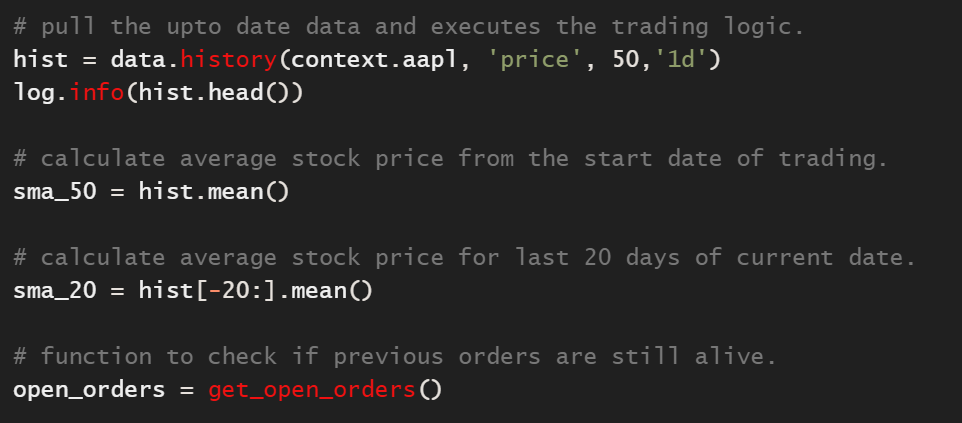 # pull the upto date data and executes the trading logic.
hist = data.history(context.aapl, 'price', 50,'1d')
log.info(hist.head())
# calculate average stock price from the start date of trading.
sma_50 = hist.mean()
# calculate average stock price for last 20 days of current date.
sma_20 = hist[-20:].mean()
# function to check if previous orders are still alive.
open_orders = get_open_orders()